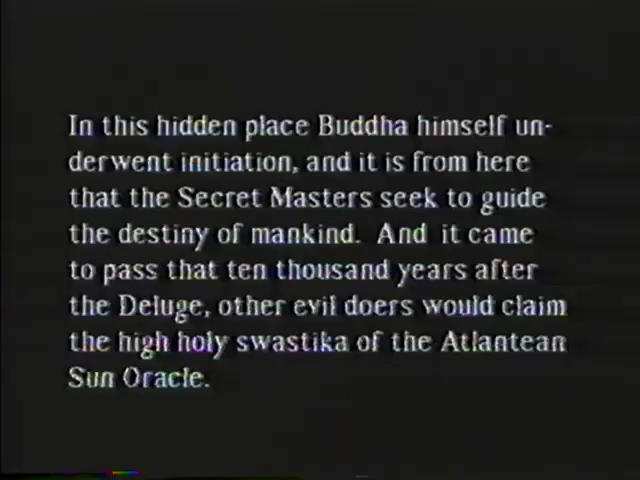 In this hidden place Buddha himself un-
derwent initiation, and it is from here
that the Secret Masters seek to guide
the destiny of mankind. And it came
to pass that ten thousand years after
the Deluge, other evil doers would claim
the high holy swastika of the Atlantean
Sun Oracle.